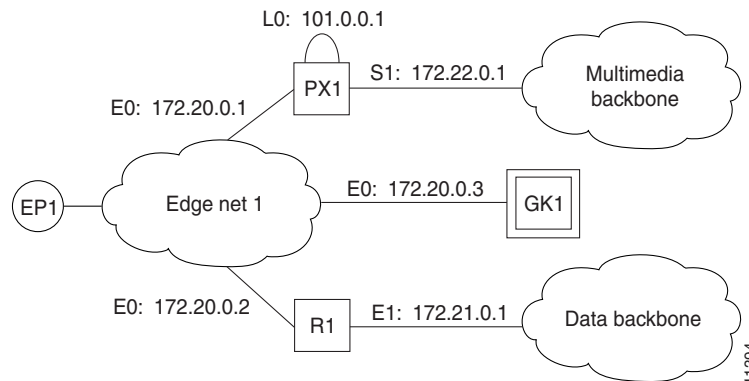 L0: 101.0.0.1
PX1
S1: 172.22.0.1
Multimedia
backbone
E0: 172.20.0.1
EP1
Edge net 1
E0: 172.20.0.3
GK1
E0: 172.20.0.2
R1
E1: 172.21.0.1
Data backbone